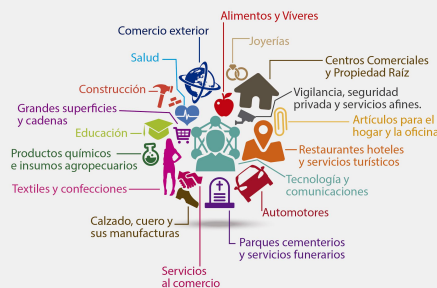 Alimentos y Víveres
Comercio exterior
Joyerías
Salud
Centros Comerciales
y Propiedad Raíz
Construcción
Vigilancia, seguridad
privada y servicios afines.
Grandes superficies
y cadenas
Artículos para el
hogar y la oficina
Educación
Restaurantes hoteles
y servicios turísticos
Productos químicos
e insumos agropecuarios
Tecnología y
comunicaciones
Textiles y confecciones
Automotores
Calzado, cuero y
sus manufacturas
Parques cementerios
y servicios funerarios
Servicios
al comercio